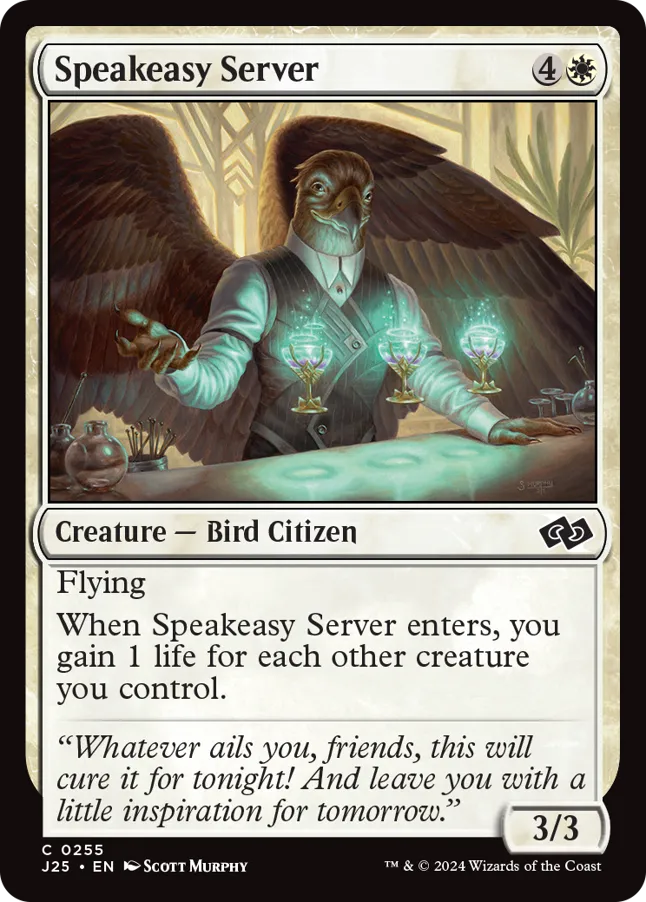 Speakeasy Server 4
Creature — Bird Citizen
Flying
When Speakeasy Server enters, you
gain 1 life for each other creature
you control.
“Whatever ails you, friends, this will
cure it for tonight! And leave you with a
little inspiration for tomorrow.”
3/3
C 0255
J25 • EN Scott Murphy
™ & © 2024 Wizards of the Coast